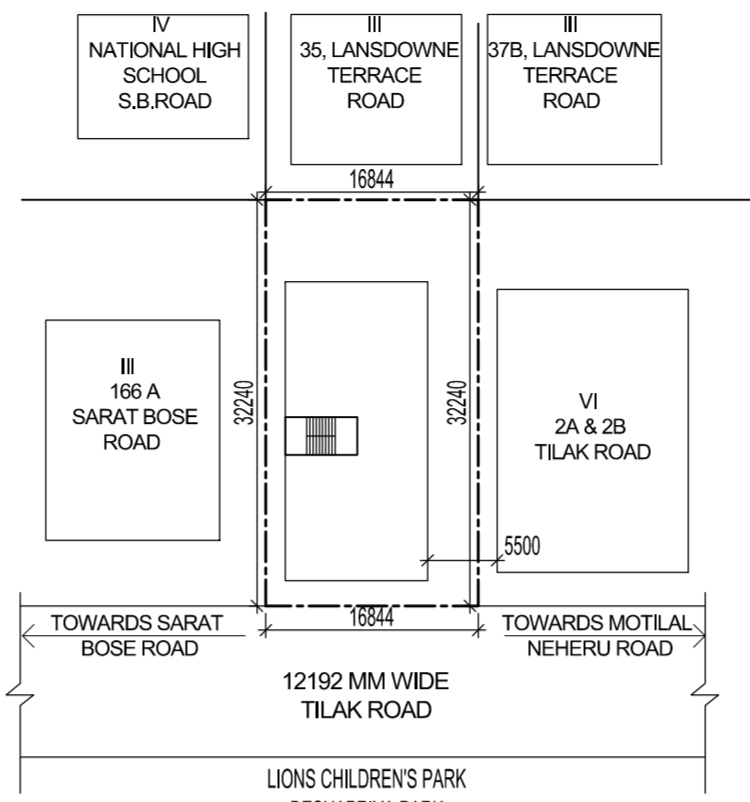 IV
NATIONAL HIGH
SCHOOL
S.B.ROAD
III
35, LANSDOWNE
TERRACE
ROAD
III
37B, LANSDOWNE
TERRACE
ROAD
16844
III
166 A
SARAT BOSE
ROAD
32240
32240
VI
2A & 2B
TILAK ROAD
5500
TOWARDS SARAT
BOSE ROAD
16844
TOWARDS MOTILAL
NEHERU ROAD
12192 MM WIDE
TILAK ROAD
LIONS CHILDREN'S PARK